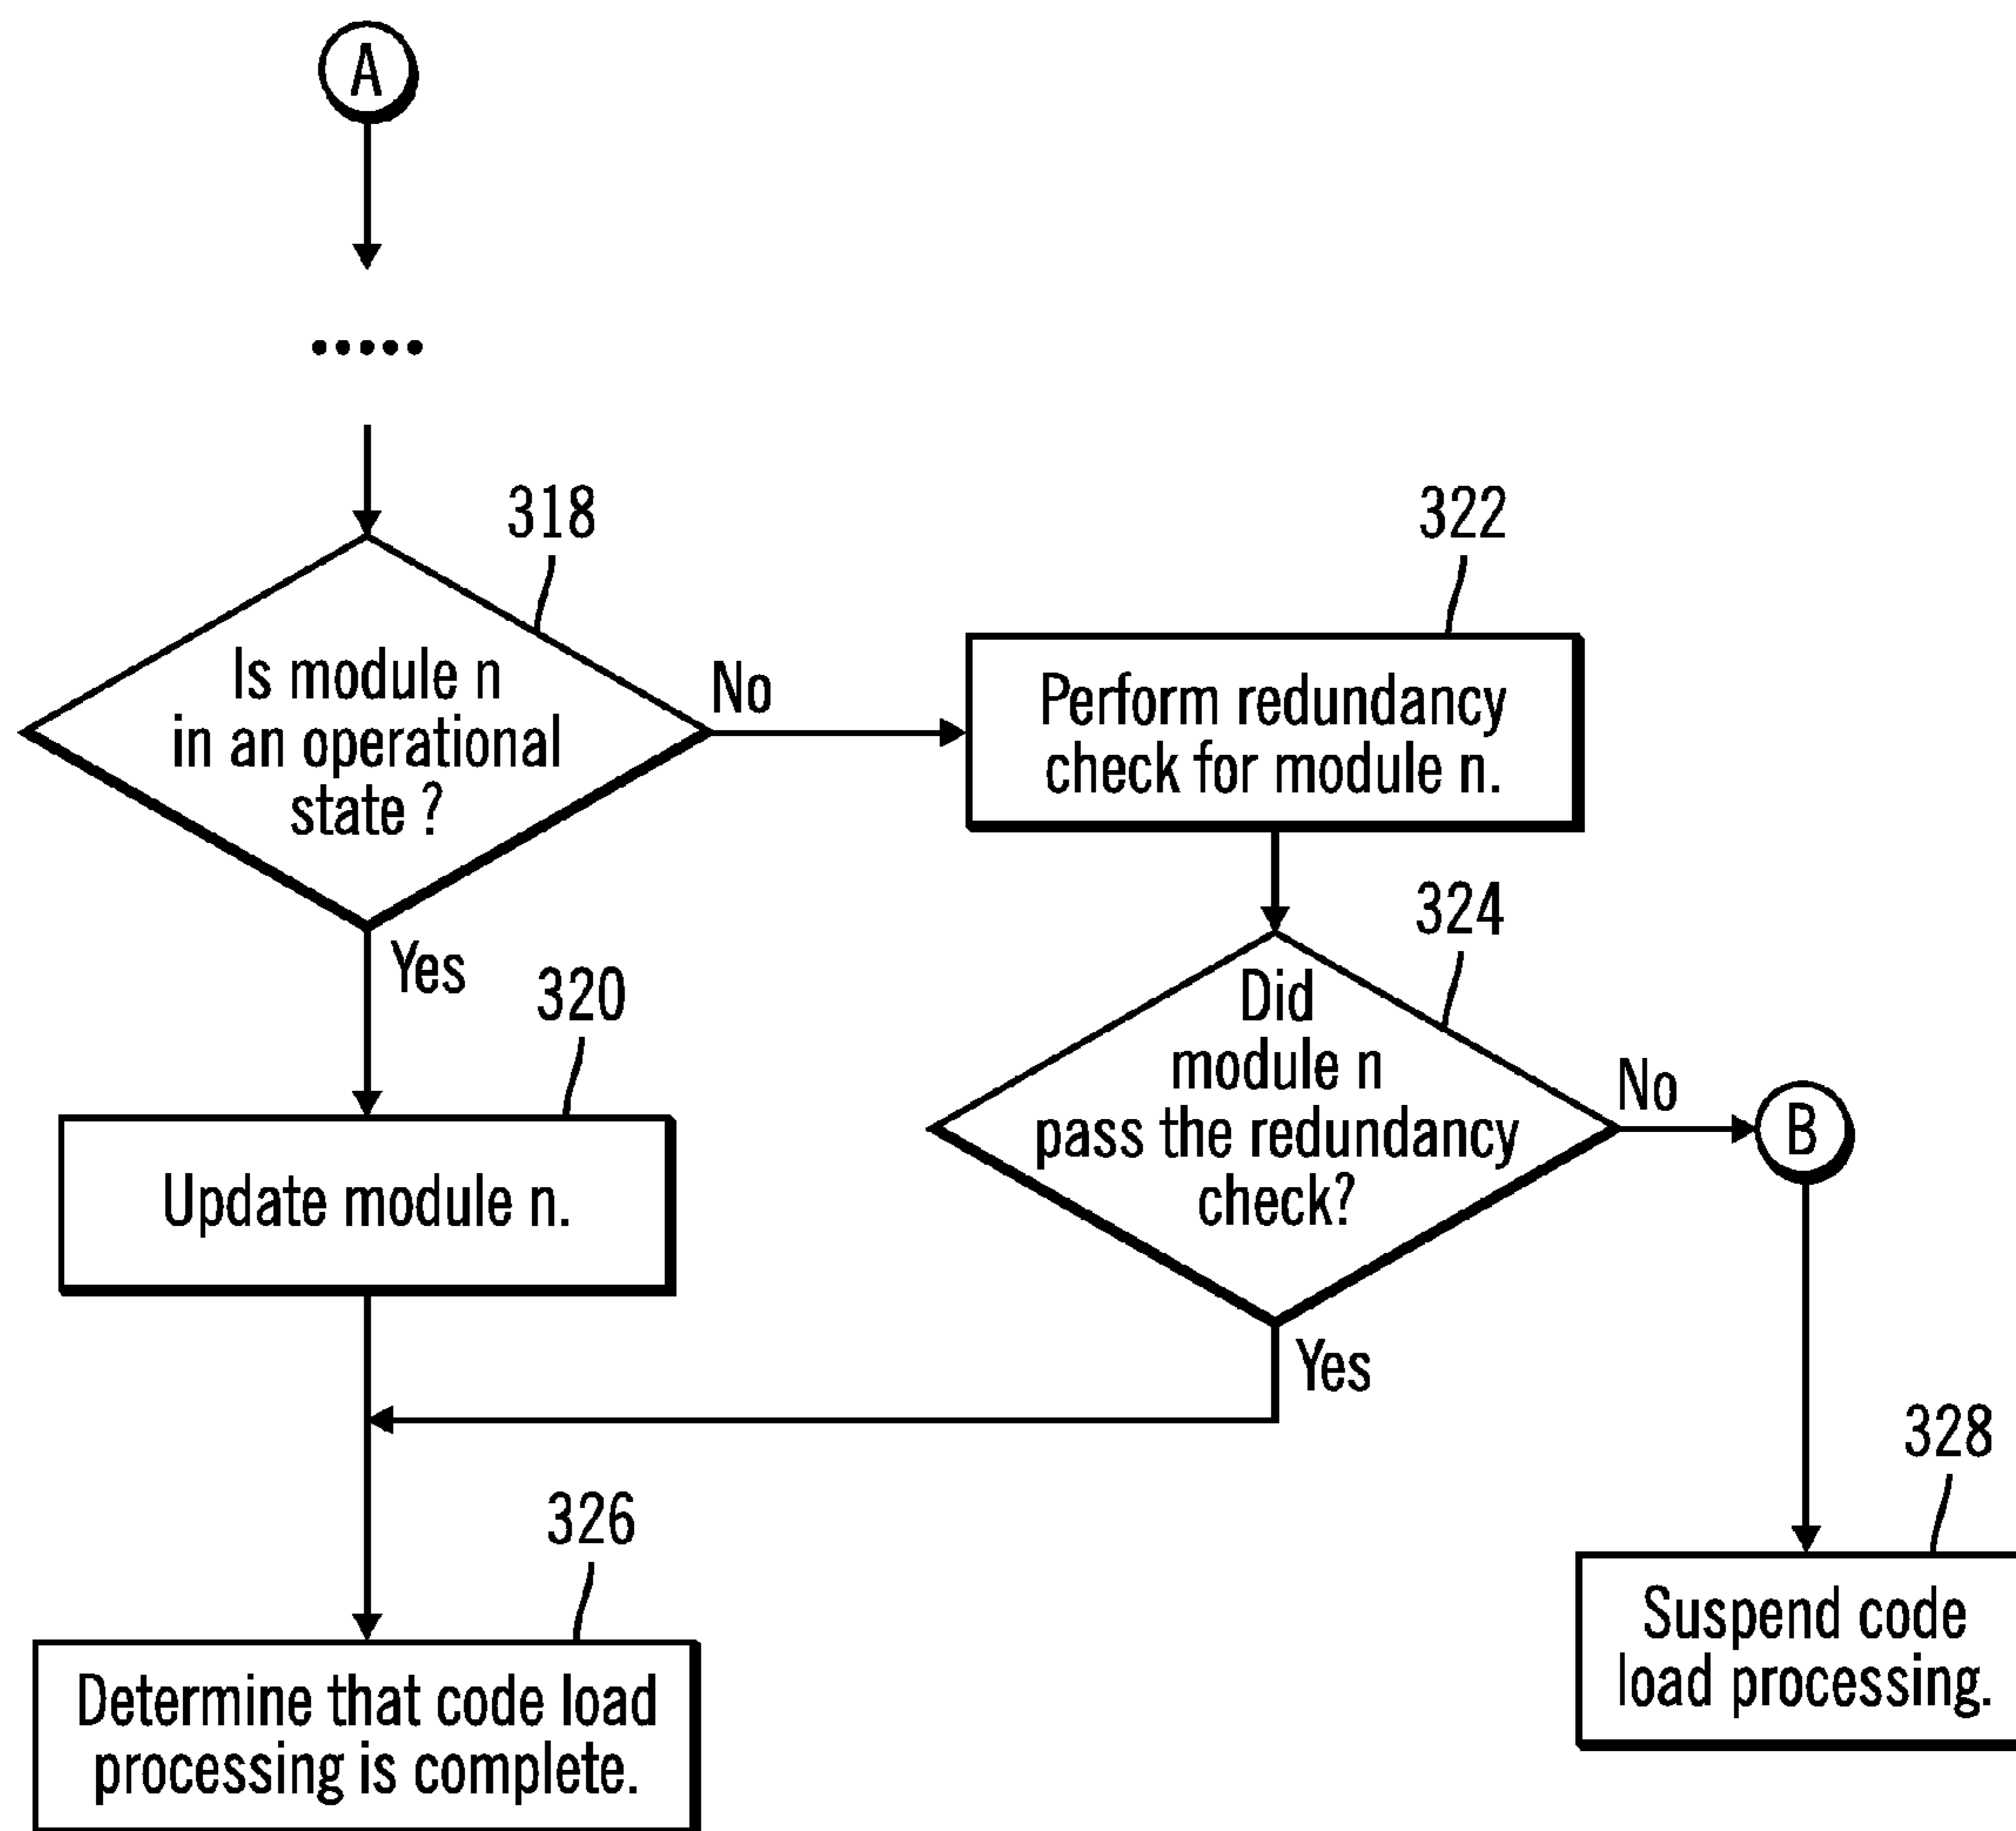 A
.....
318
Is module n
in an operational
state ?
No
322
Perform redundancy
check for module n.
Yes
320
Update module n.
324
Did
module n
pass the redundancy
check?
No
B
Yes
326
Determine that code load
processing is complete.
328
Suspend code
load processing.